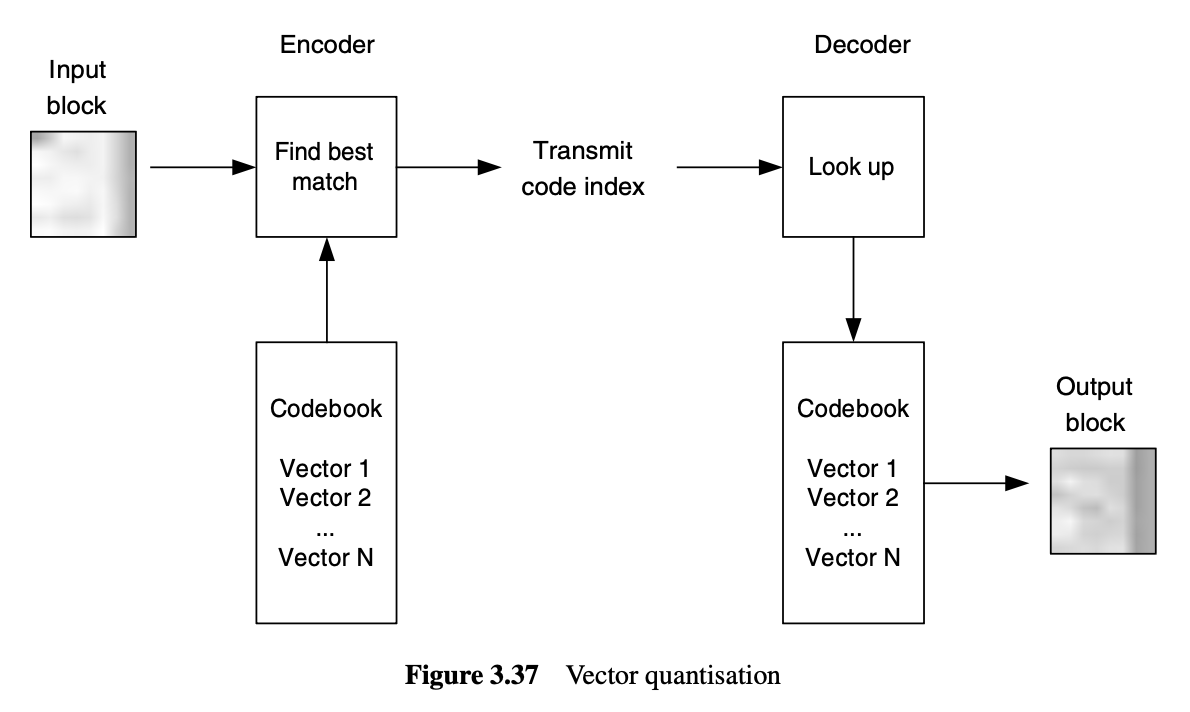 Encoder
Decoder
Input
block
Find best
match
Transmit
code index
Look up
Codebook
Vector 1
Vector 2
...
Vector N
Codebook
Vector 1
Vector 2
...
Vector N
Output
block
Figure 3.37 Vector quantisation